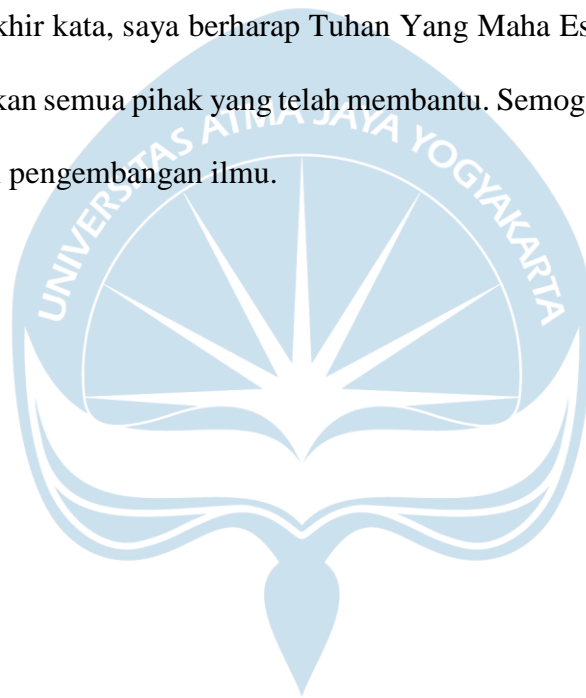 khir kata, saya berharap Tuhan Yang Maha Es
kan semua pihak yang telah membantu. Semog
pengembangan ilmu.
UNIVERSITAS ATMA JAYA YOGYAKARTA